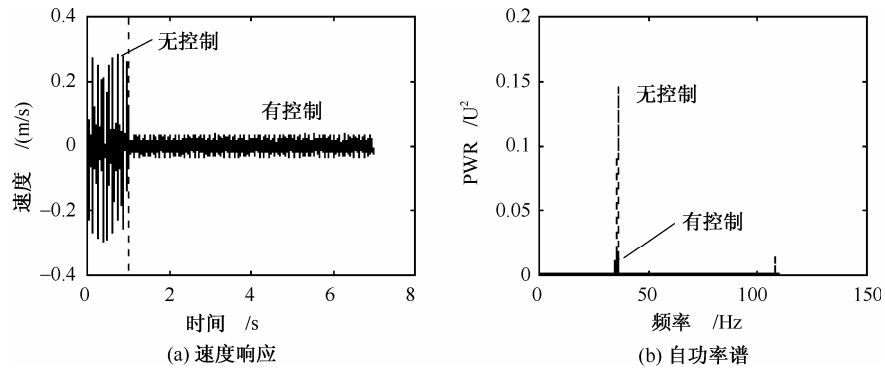 0.4
0.2
0
−0.2
−0.4
速度 /(m/s)
无控制
有控制
0 2 4 6 8
时间 /s
(a) 速度响应
0.2
0.15
0.1
0.05
0
PWR /U²
无控制
有控制
0 50 100 150
频率 /Hz
(b) 自功率谱